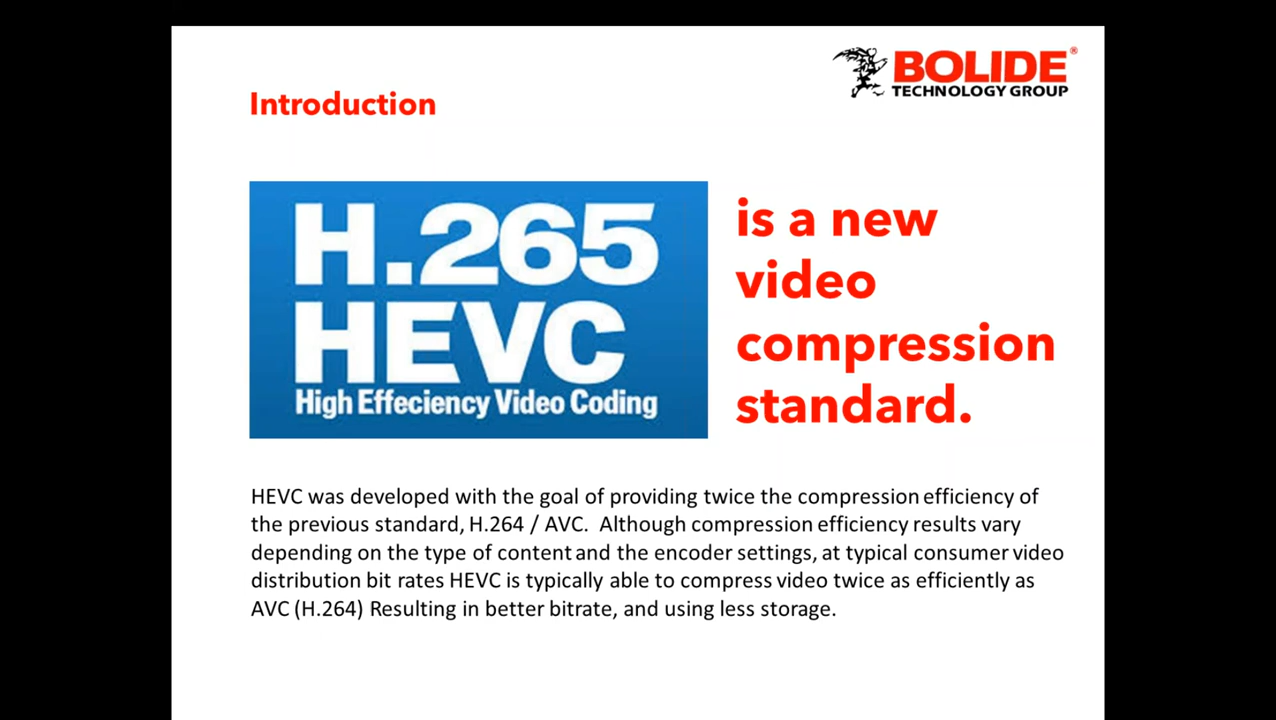 BOLIDE®
TECHNOLOGY GROUP
Introduction
H.265
HEVC
High Effeciency Video Coding
is a new
video
compression
standard.
HEVC was developed with the goal of providing twice the compression efficiency of
the previous standard, H.264 / AVC. Although compression efficiency results vary
depending on the type of content and the encoder settings, at typical consumer video
distribution bit rates HEVC is typically able to compress video twice as efficiently as
AVC (H.264) Resulting in better bitrate, and using less storage.